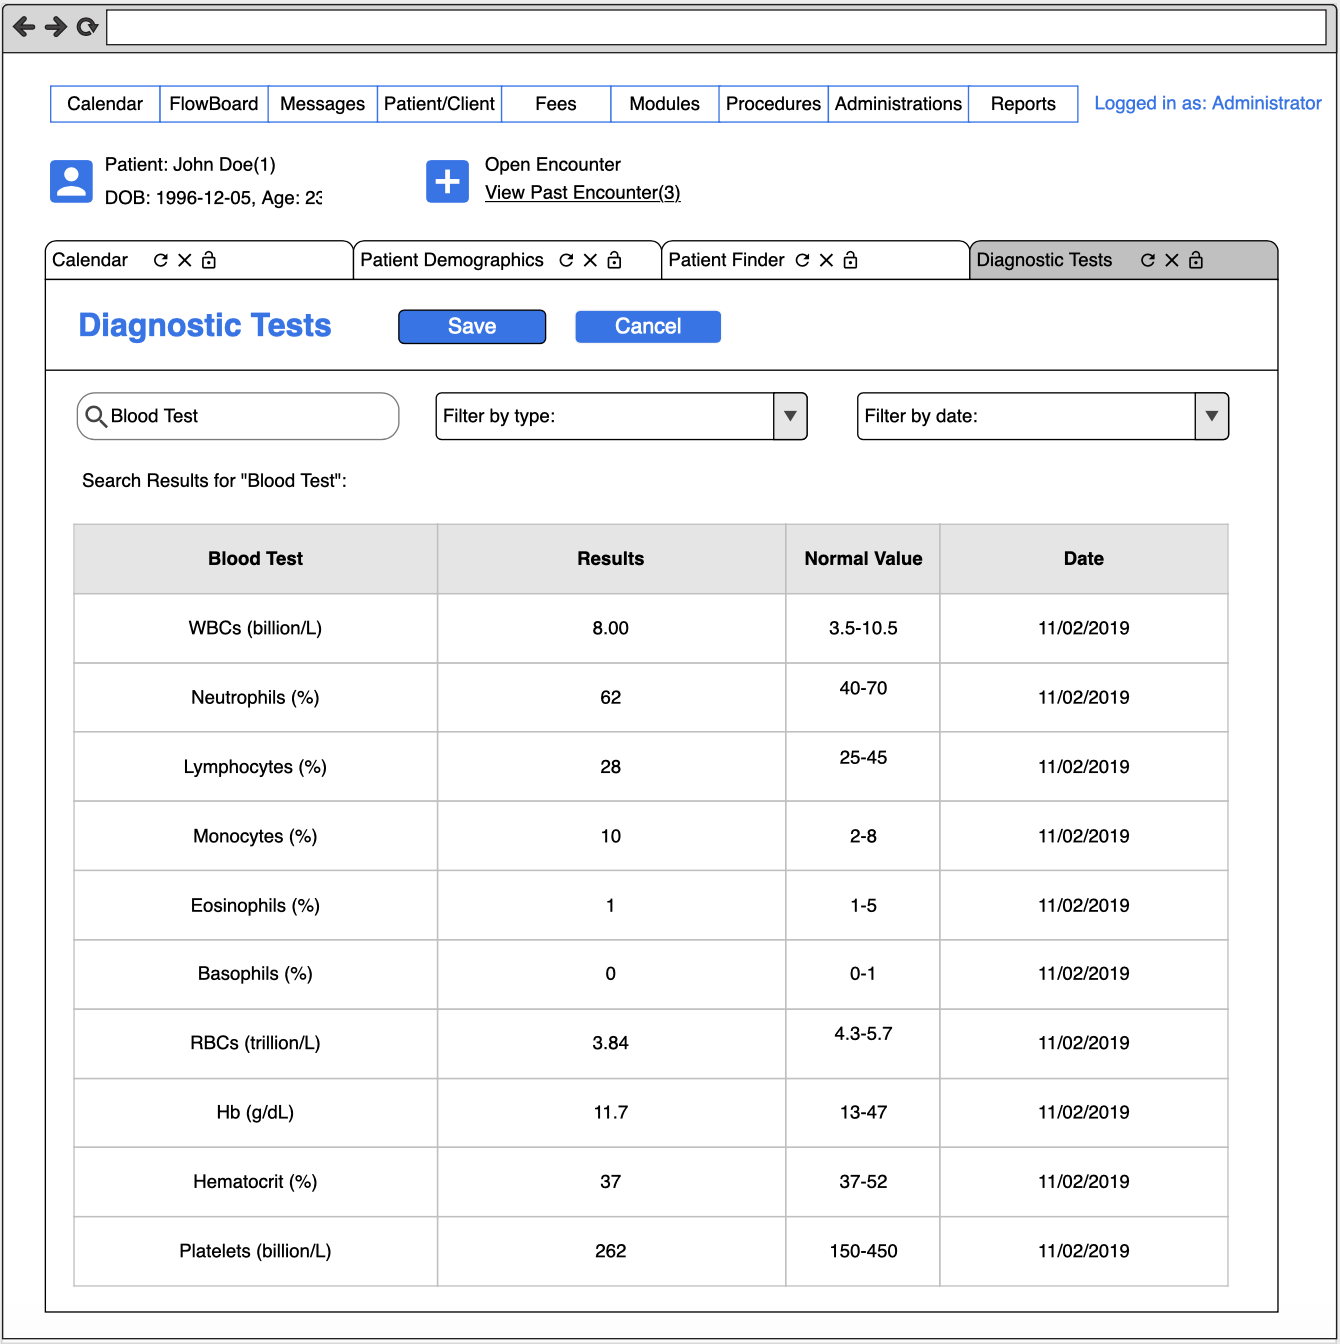 Calendar FlowBoard Messages Patient/Client Fees Modules Procedures Administrations Reports Logged in as: Administrator
Patient: John Doe(1) Open Encounter
DOB: 1996-12-05, Age: 23 View Past Encounter(3)
Calendar Patient Demographics Patient Finder Diagnostic Tests
Diagnostic Tests Save Cancel
Blood Test Filter by type: Filter by date:
Search Results for "Blood Test":
Blood Test Results Normal Value Date
WBCs (billion/L) 8.00 3.5-10.5 11/02/2019
Neutrophils (%) 62 40-70 11/02/2019
Lymphocytes (%) 28 25-45 11/02/2019
Monocytes (%) 10 2-8 11/02/2019
Eosinophils (%) 1 1-5 11/02/2019
Basophils (%) 0 0-1 11/02/2019
RBCs (trillion/L) 3.84 4.3-5.7 11/02/2019
Hb (g/dL) 11.7 13-47 11/02/2019
Hematocrit (%) 37 37-52 11/02/2019
Platelets (billion/L) 262 150-450 11/02/2019